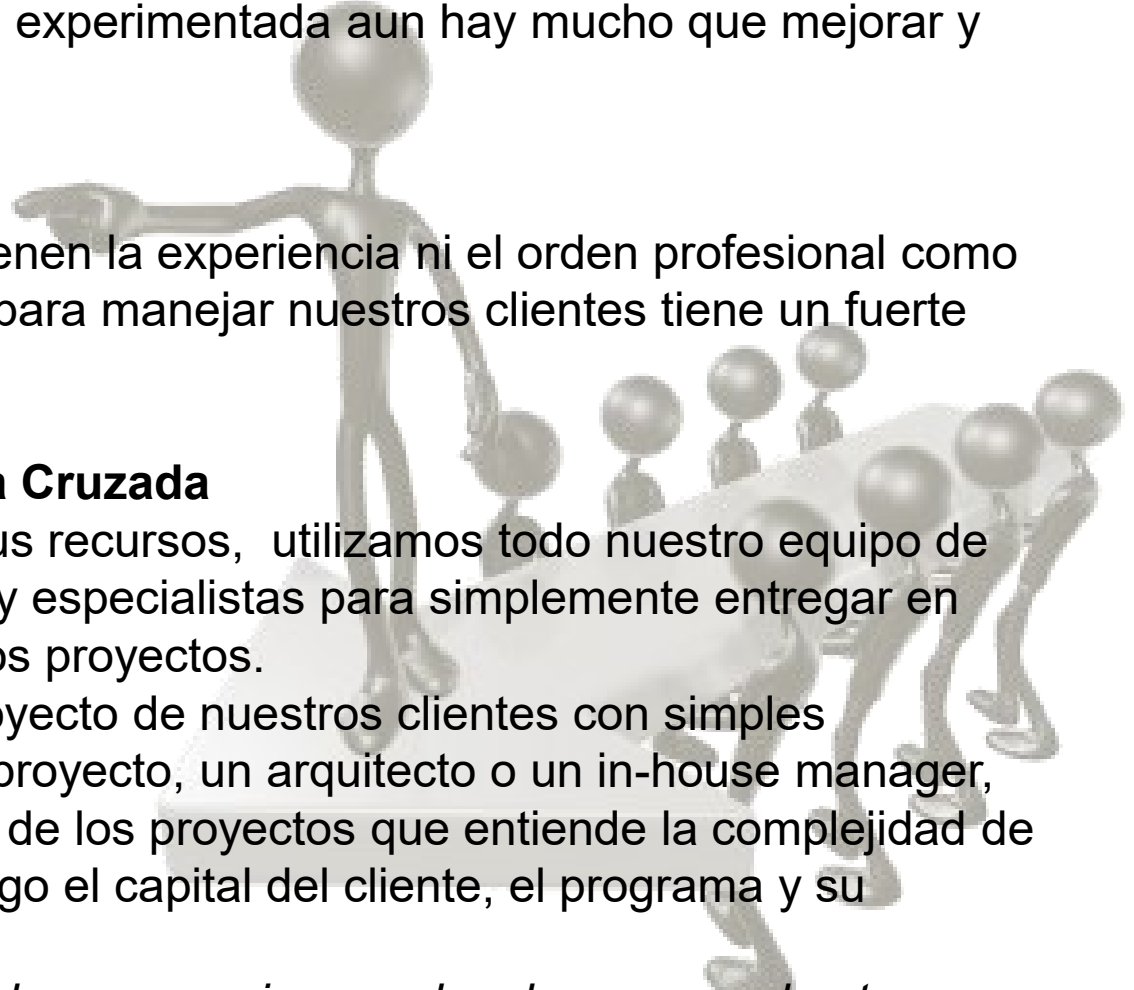 experimentada aun hay mucho que mejorar y
enen la experiencia ni el orden profesional como
para manejar nuestros clientes tiene un fuerte
a Cruzada
us recursos, utilizamos todo nuestro equipo de
y especialistas para simplemente entregar en
os proyectos.
oyecto de nuestros clientes con simples
proyecto, un arquitecto o un in-house manager,
de los proyectos que entiende la complejidad de
go el capital del cliente, el programa y su